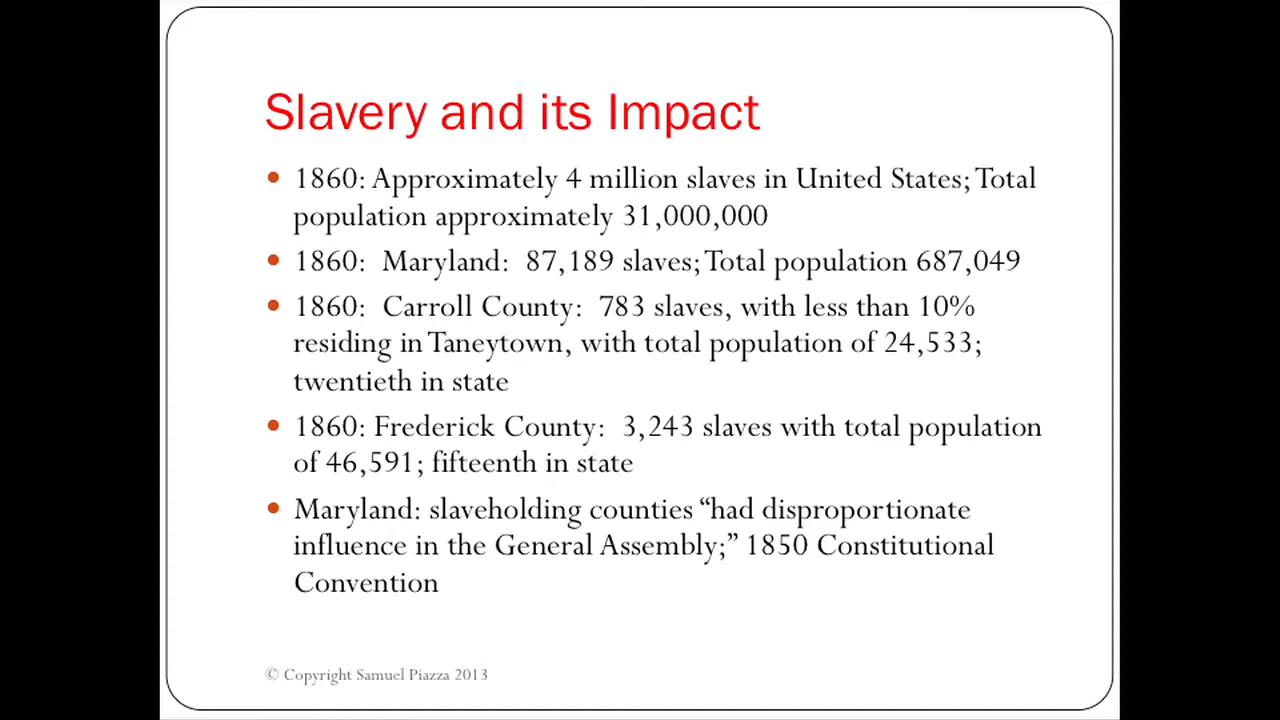 Slavery and its Impact
• 1860: Approximately 4 million slaves in United States; Total
population approximately 31,000,000
• 1860:  Maryland:  87,189 slaves; Total population 687,049
• 1860:  Carroll County:  783 slaves, with less than 10%
residing in Taneytown, with total population of 24,533;
twentieth in state
• 1860: Frederick County:  3,243 slaves with total population
of 46,591; fifteenth in state
• Maryland: slaveholding counties “had disproportionate
influence in the General Assembly;” 1850 Constitutional
Convention
© Copyright Samuel Piazza 2013